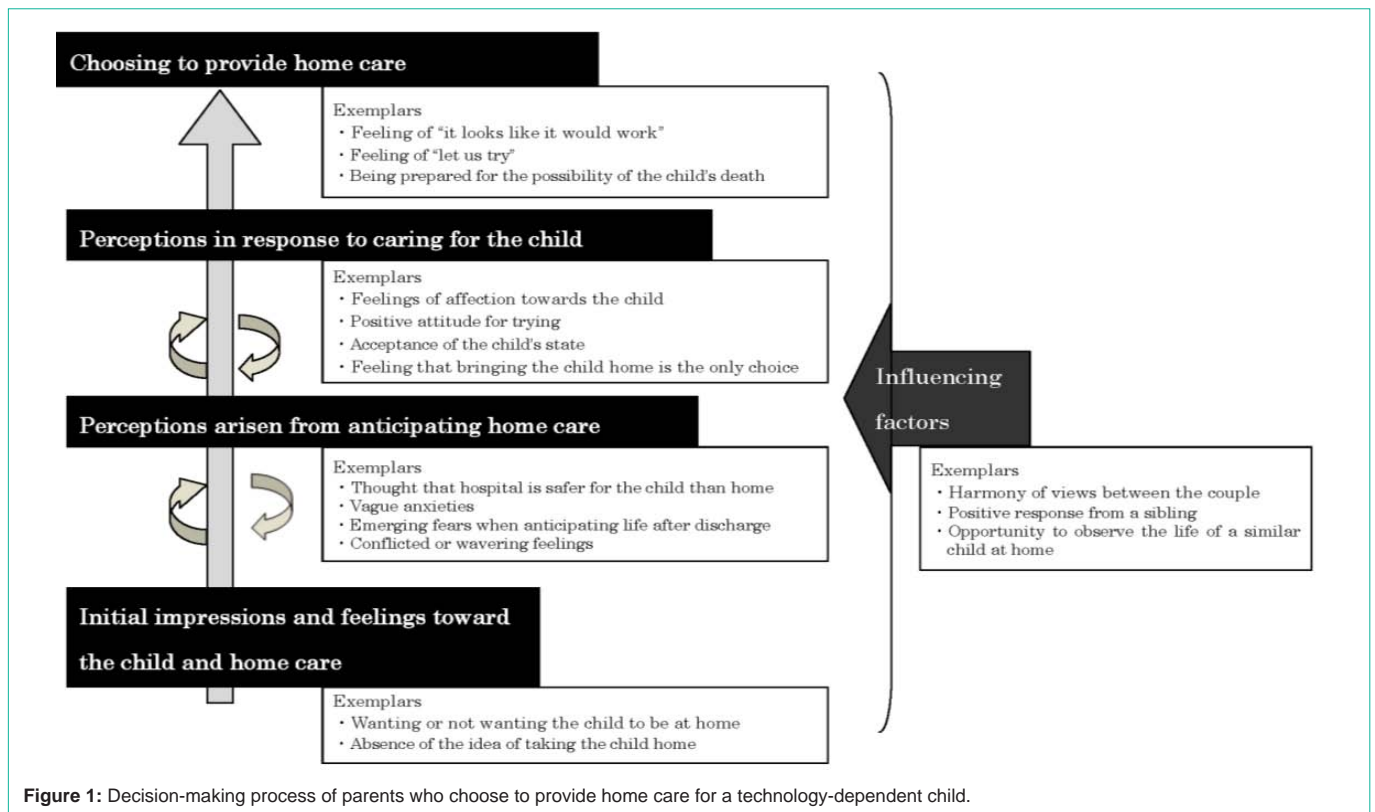 Choosing to provide home care
Exemplars
・Feeling of "it looks like it would work"
・Feeling of "let us try"
・Being prepared for the possibility of the child's death
Perceptions in response to caring for the child
Exemplars
・Feelings of affection towards the child
・Positive attitude for trying
・Acceptance of the child's state
・Feeling that bringing the child home is the only choice
Perceptions arisen from anticipating home care
Exemplars
・Thought that hospital is safer for the child than home
・Vague anxieties
・Emerging fears when anticipating life after discharge
・Conflicted or wavering feelings
Initial impressions and feelings toward
the child and home care
Exemplars
・Wanting or not wanting the child to be at home
・Absence of the idea of taking the child home
Influencing
factors
Exemplars
・Harmony of views between the couple
・Positive response from a sibling
・Opportunity to observe the life of a similar
child at home
Figure 1: Decision-making process of parents who choose to provide home care for a technology-dependent child.